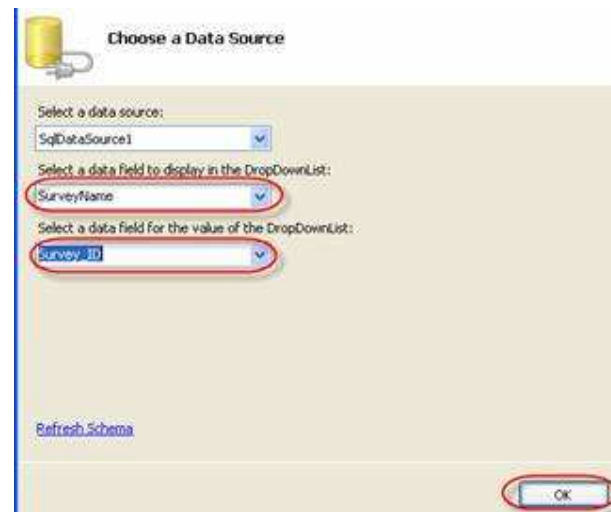 Choose a Data Source
Select a data source:
SqlDataSource1
Select a data field to display in the DropDownList:
SurveyName
Select a data field for the value of the DropDownList:
Survey_ID
Refresh Schema
OK